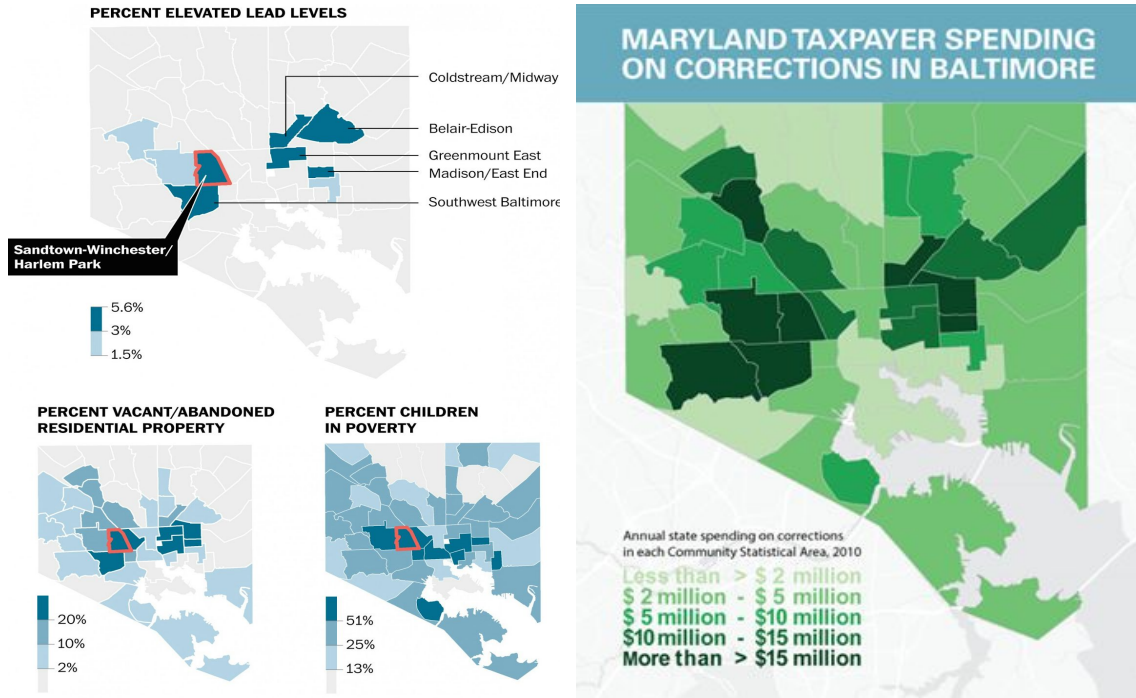 PERCENT ELEVATED LEAD LEVELS
Coldstream/Midway
Belair-Edison
Greenmount East
Madison/East End
Southwest Baltimore
Sandtown-Winchester/
Harlem Park
5.6%
3%
1.5%
PERCENT VACANT/ABANDONED
RESIDENTIAL PROPERTY
20%
10%
2%
PERCENT CHILDREN
IN POVERTY
51%
25%
13%
MARYLAND TAXPAYER SPENDING
ON CORRECTIONS IN BALTIMORE
Annual state spending on corrections
in each Community Statistical Area, 2010
Less than > $ 2 million
$ 2 million - $ 5 million
$ 5 million - $10 million
$10 million - $15 million
More than > $15 million